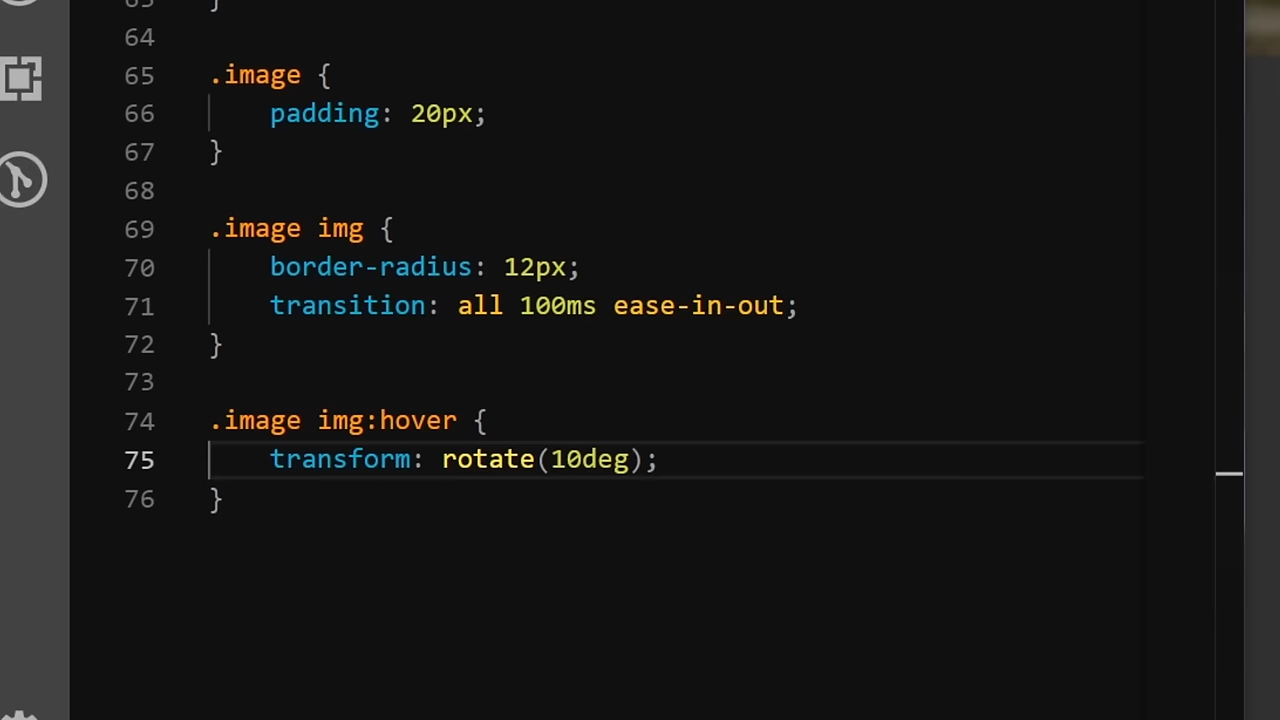 64
65 .image {
66     padding: 20px;
67 }
68
69 .image img {
70     border-radius: 12px;
71     transition: all 100ms ease-in-out;
72 }
73
74 .image img:hover {
75     transform: rotate(10deg);
76 }